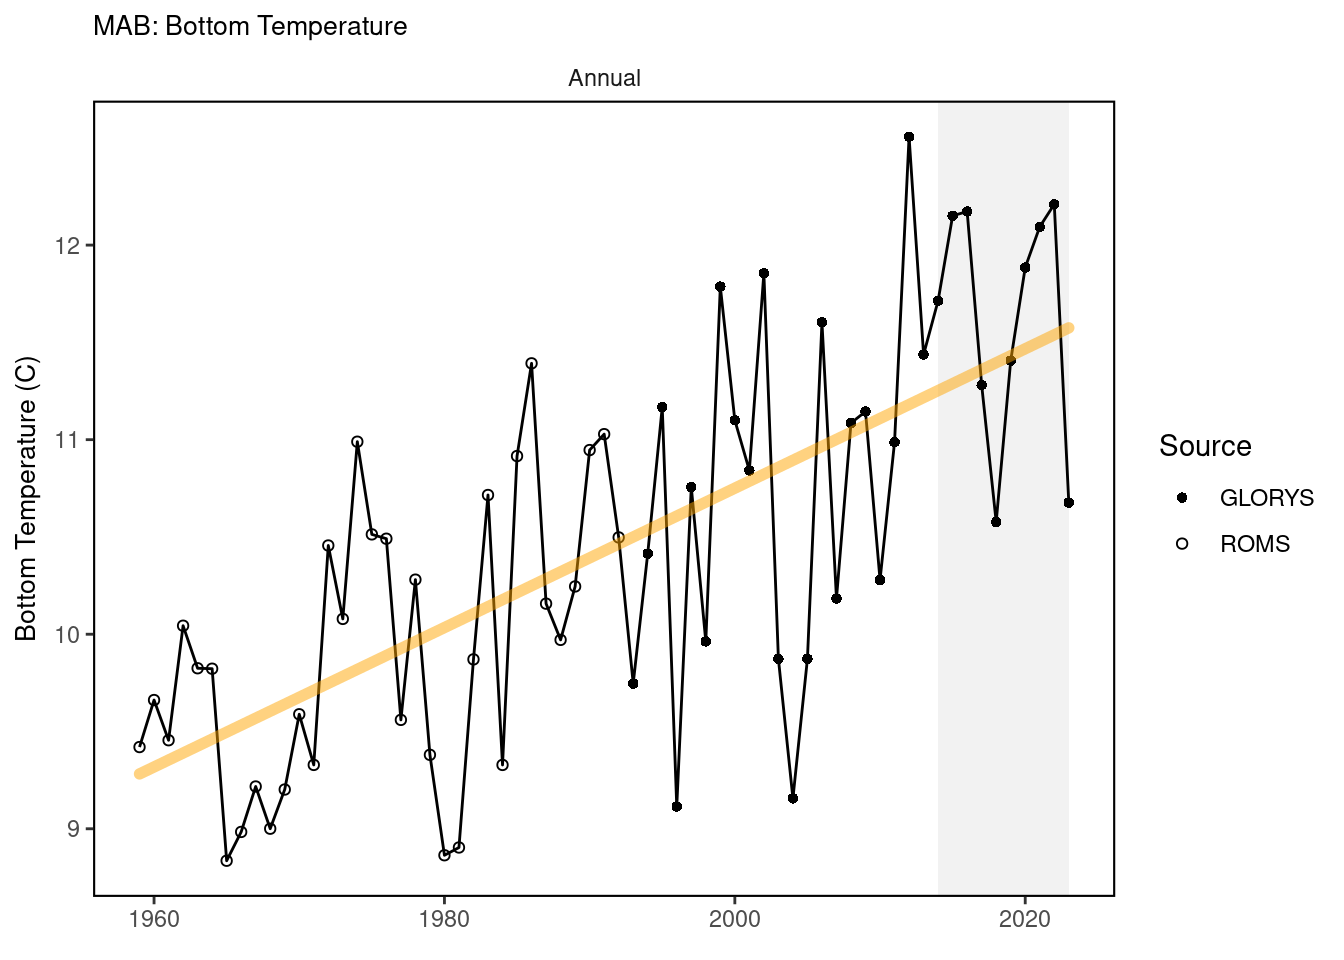 MAB: Bottom Temperature
Annual
Bottom Temperature (C)
12
11
10
9
1960
1980
2000
2020
Source
GLORYS
ROMS